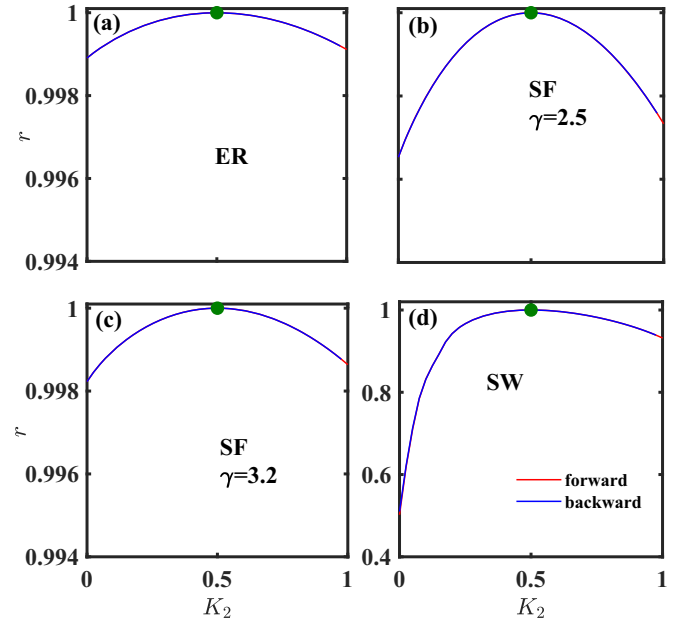 (a)
1
0.998
0.996
0.994
r
ER
(b)
SF
γ=2.5
(c)
1
0.998
0.996
0.994
r
SF
γ=3.2
0
0.5
1
K₂
(d)
1
0.8
0.6
0.4
SW
forward
backward
0
0.5
1
K₂